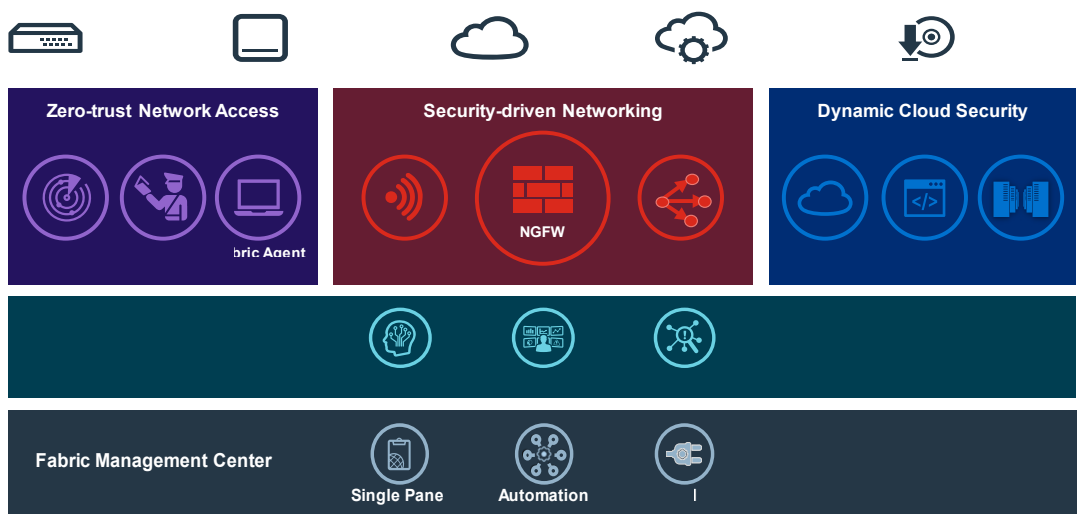 Zero-trust Network Access
Security-driven Networking
Dynamic Cloud Security
NGFW
bric Agent
</>
Fabric Management Center
Single Pane
Automation